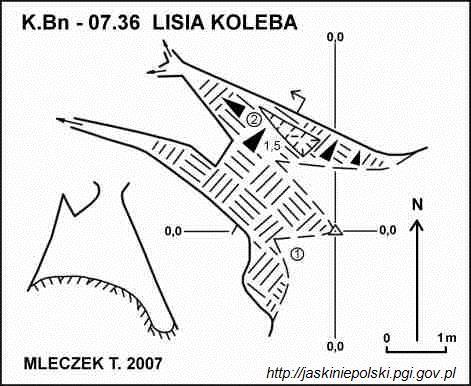 K.Bn - 07.36 LISIA KOLEBA
0,0
2
1,5
N
0,0
0,0
1
0,0
0 1m
MLECZEK T. 2007
http://jaskiniepolski.pgi.gov.pl